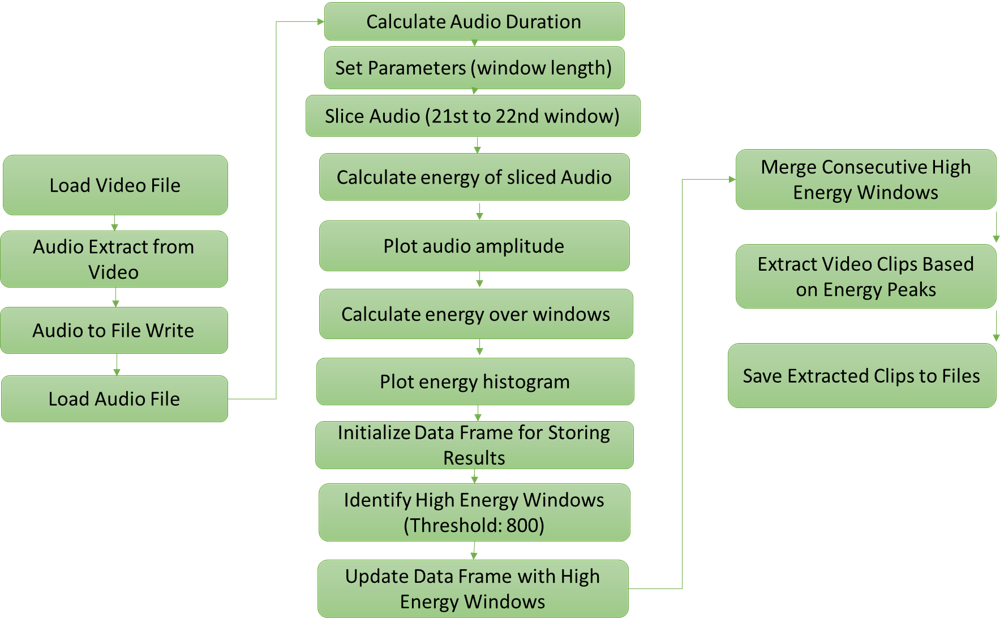 Load Video File
Audio Extract from
Video
Audio to File Write
Load Audio File
Calculate Audio Duration
Set Parameters (window length)
Slice Audio (21st to 22nd window)
Calculate energy of sliced Audio
Plot audio amplitude
Calculate energy over windows
Plot energy histogram
Initialize Data Frame for Storing
Results
Identify High Energy Windows
(Threshold: 800)
Update Data Frame with High
Energy Windows
Merge Consecutive High
Energy Windows
Extract Video Clips Based
on Energy Peaks
Save Extracted Clips to Files